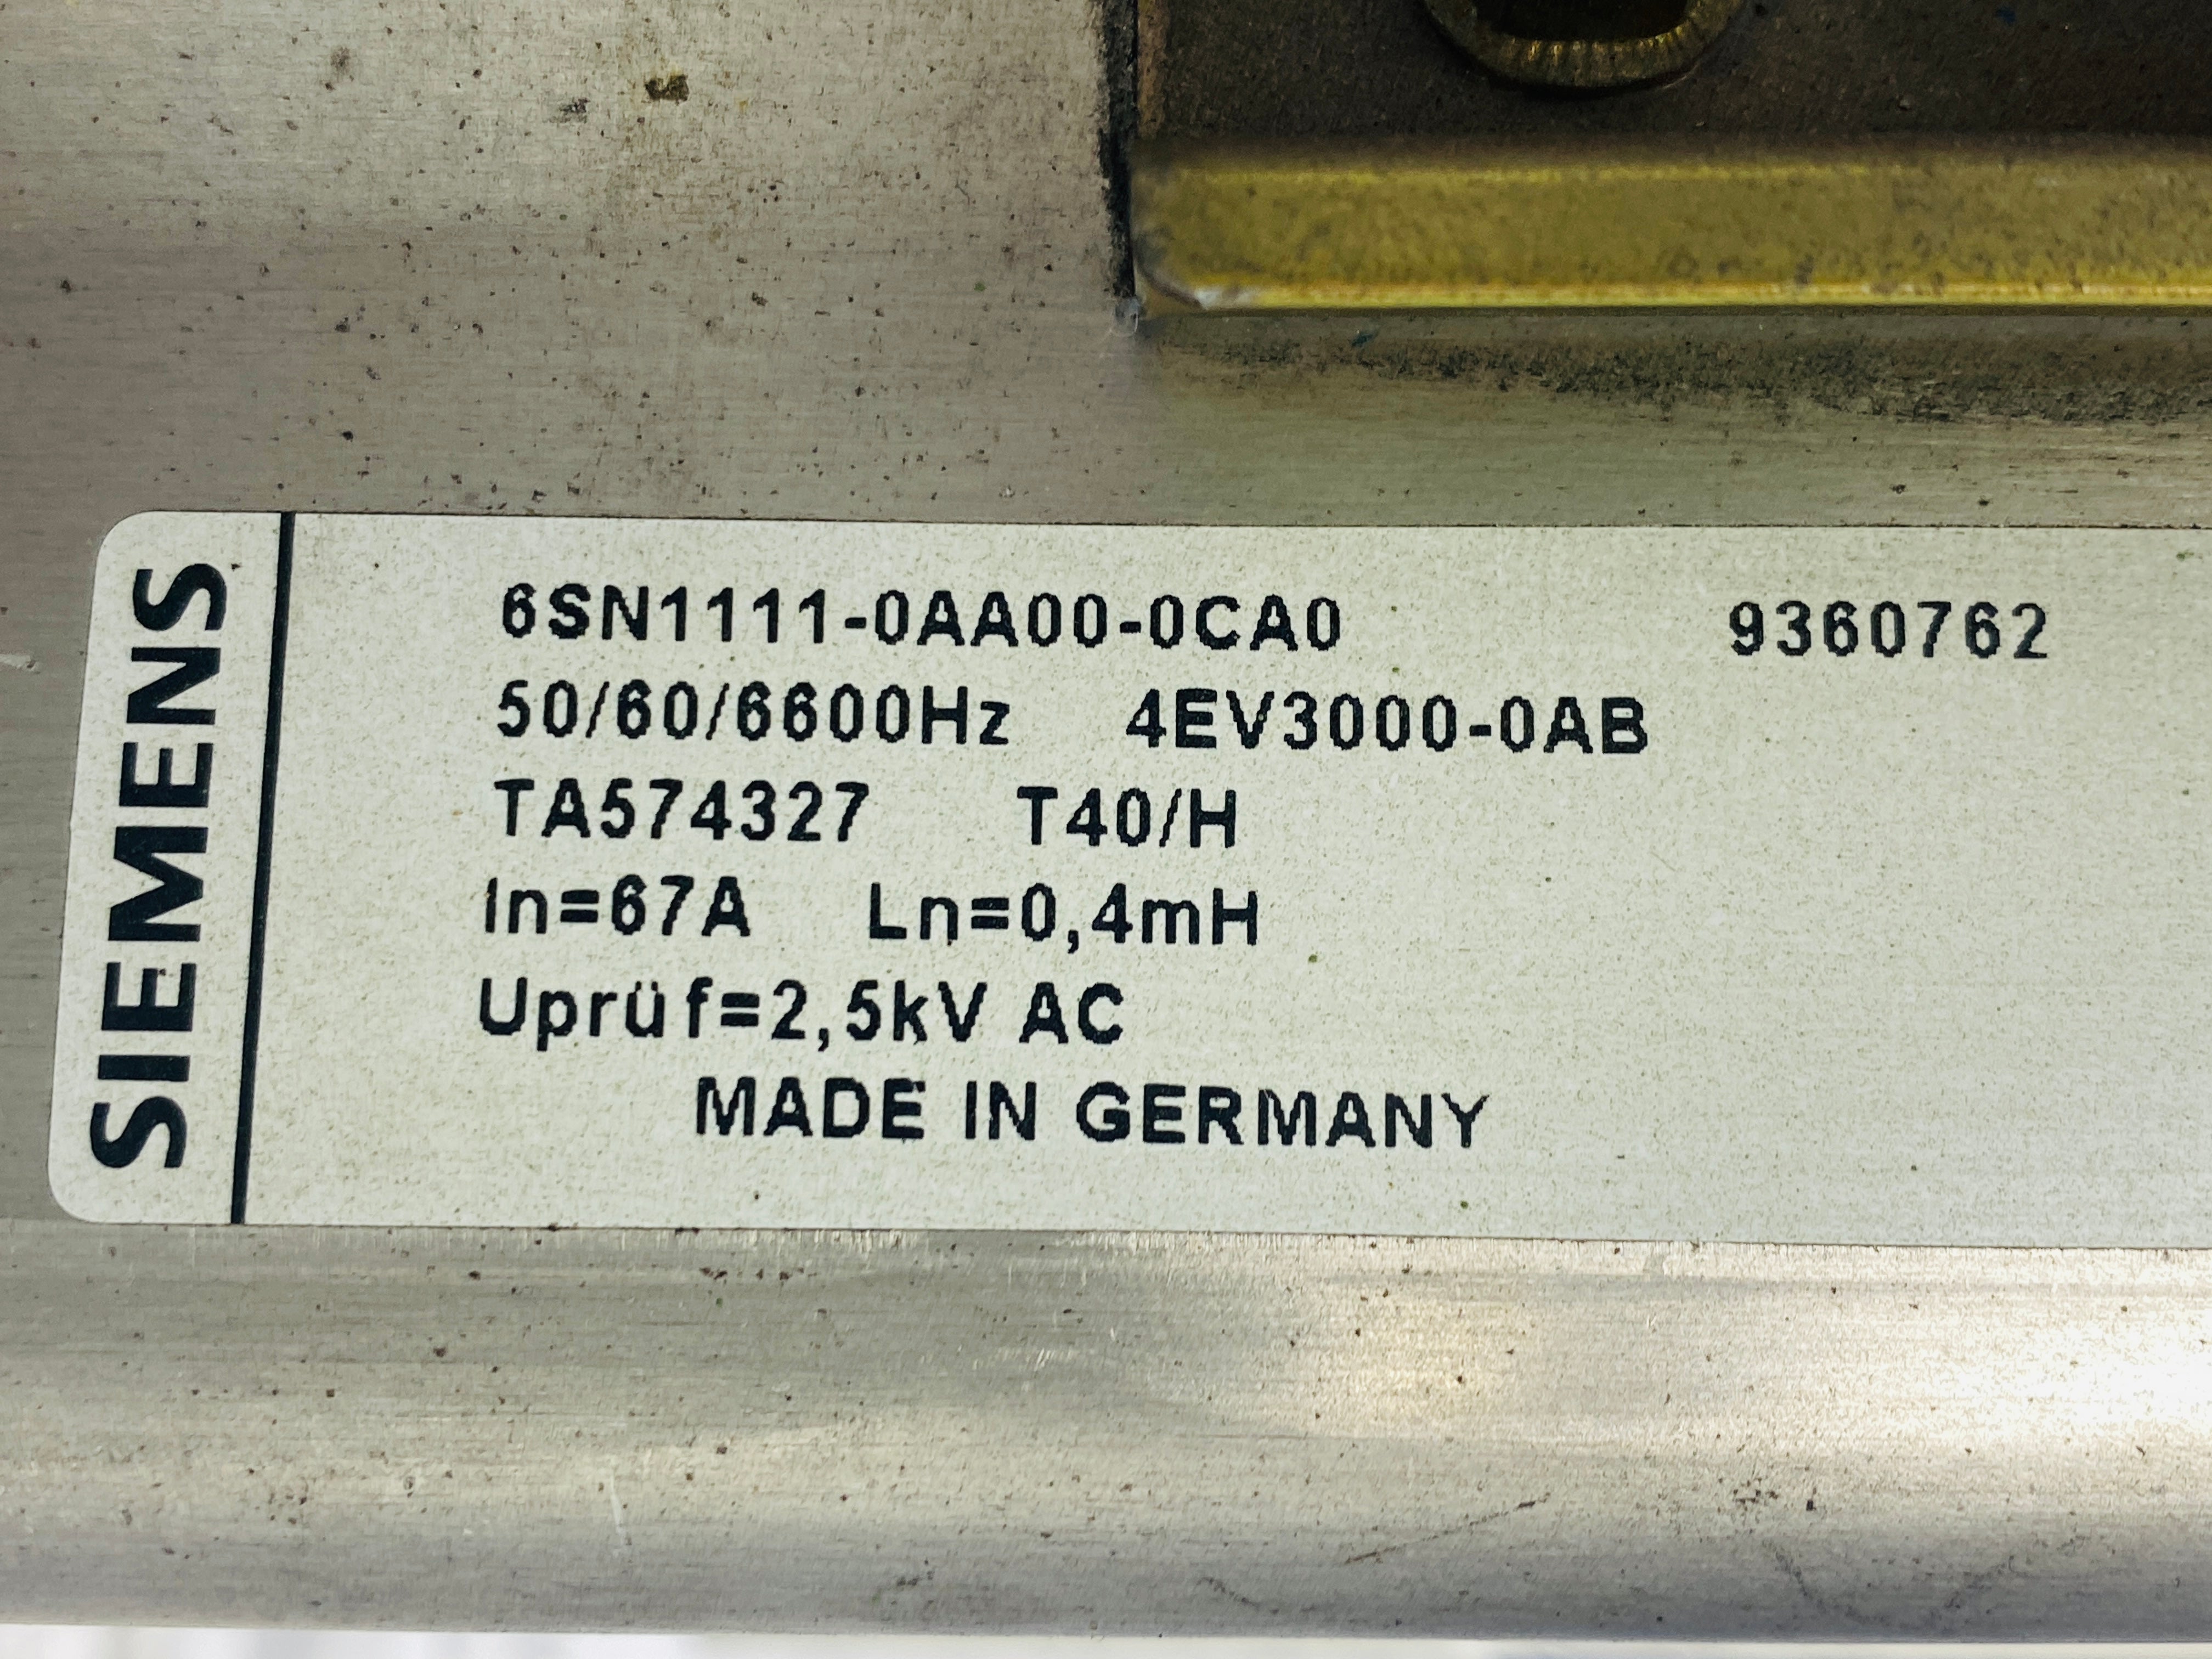 SIEMENS
6SN1111-0AA00-0CA0 9360762
50/60/6600Hz 4EV3000-0AB
TA574327 T40/H
In=67A Ln=0,4mH
Uprüf=2,5kV AC
MADE IN GERMANY